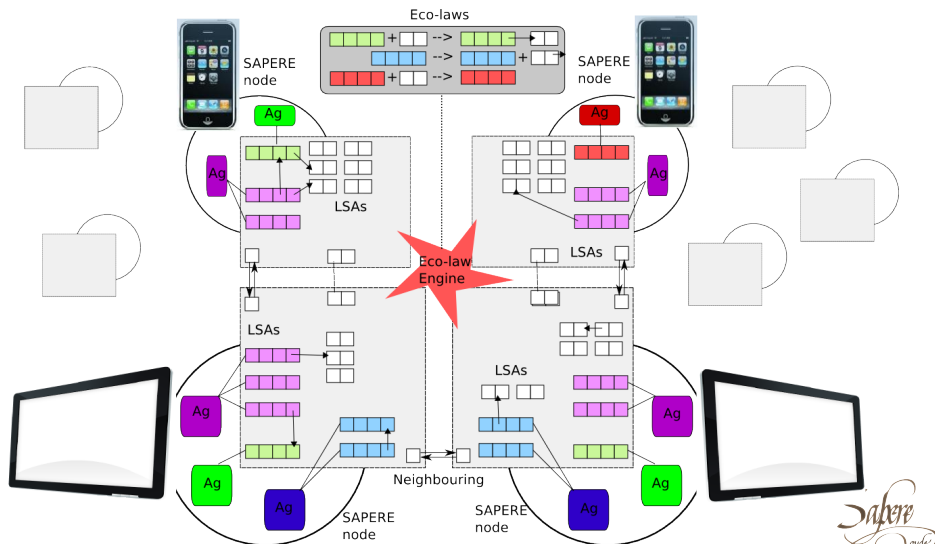 Eco-laws
+
-->
-->
+
+
-->
SAPERE
node
SAPERE
node
Ag
Ag
Ag
Ag
LSAs
LSAs
Eco-law
Engine
LSAs
LSAs
Ag
Ag
Ag
Ag
Ag
Ag
Neighbouring
SAPERE
node
SAPERE
node
Sapere